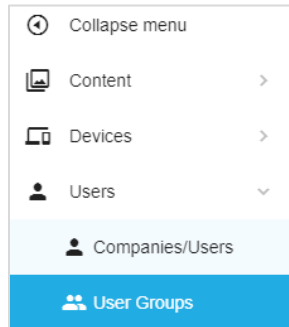 Collapse menu
Content
Devices
Users
Companies/Users
User Groups